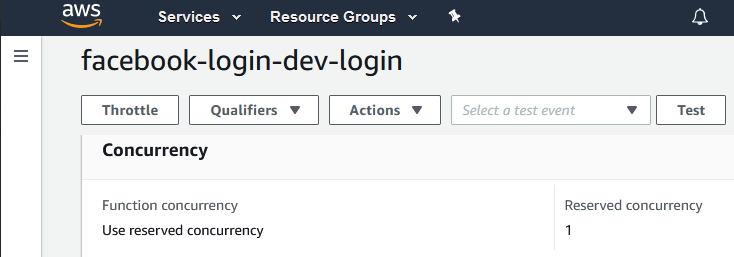 aws
Services Resource Groups
facebook-login-dev-login
Throttle Qualifiers Actions Select a test event Test
Concurrency
Function concurrency Reserved concurrency
Use reserved concurrency 1